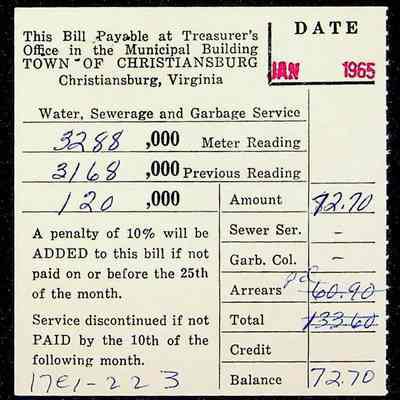 This Bill Payable at Treasurer's
Office in the Municipal Building
TOWN OF CHRISTIANSBURG
Christiansburg, Virginia
DATE
JAN 1965
Water, Sewerage and Garbage Service
3288 ,000 Meter Reading
3168 ,000 Previous Reading
120 ,000
Amount 72.70
Sewer Ser. -
Garb. Col. -
Arrears pd 60.90
Total 133.60
Credit
Balance 72.70
A penalty of 10% will be
ADDED to this bill if not
paid on or before the 25th
of the month.
Service discontinued if not
PAID by the 10th of the
following month.
17E1-223